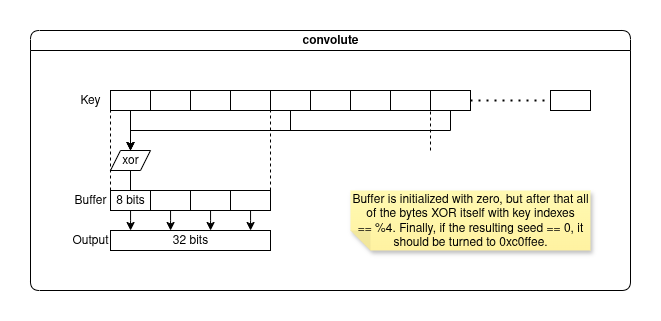 convolute
Key
xor
Buffer
8 bits
Output
32 bits
Buffer is initialized with zero, but after that all
of the bytes XOR itself with key indexes
== %4. Finally, if the resulting seed == 0, it
should be turned to 0xc0ffee.